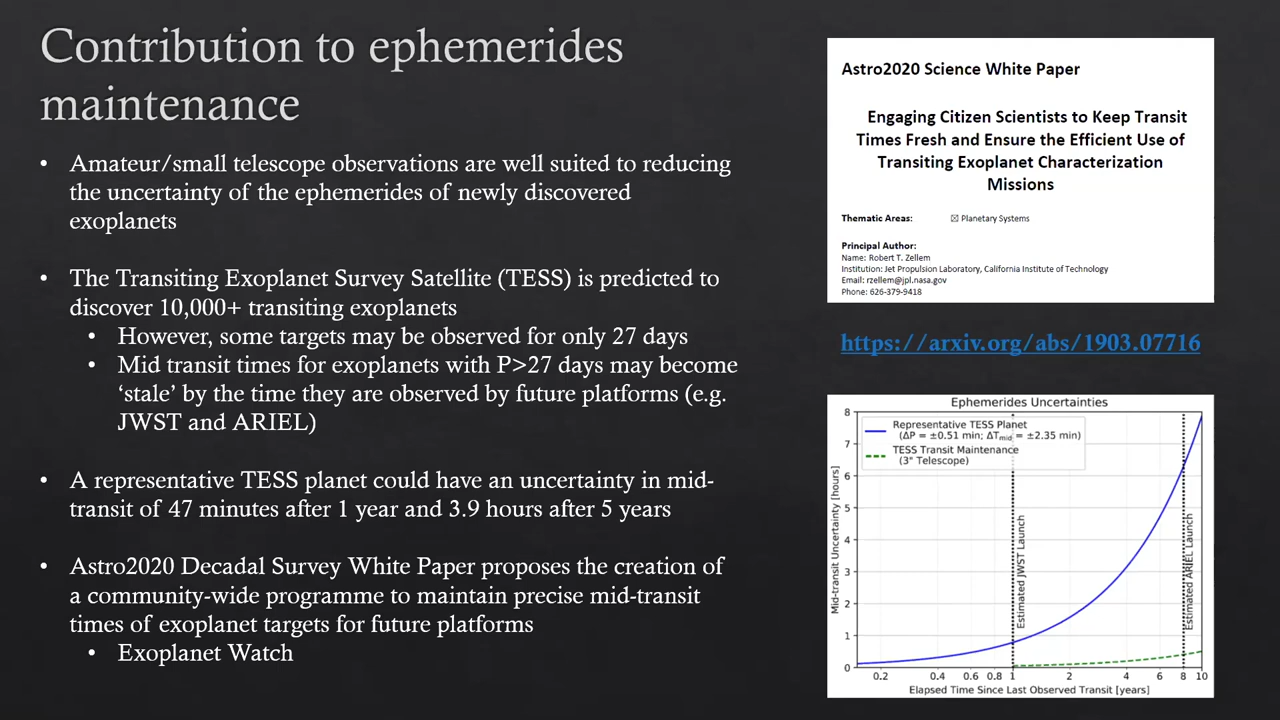 Contribution to ephemerides
maintenance
• Amateur/small telescope observations are well suited to reducing
the uncertainty of the ephemerides of newly discovered
exoplanets
• The Transiting Exoplanet Survey Satellite (TESS) is predicted to
discover 10,000+ transiting exoplanets
• However, some targets may be observed for only 27 days
• Mid transit times for exoplanets with P>27 days may become
‘stale’ by the time they are observed by future platforms (e.g.
JWST and ARIEL)
• A representative TESS planet could have an uncertainty in mid-
transit of 47 minutes after 1 year and 3.9 hours after 5 years
• Astro2020 Decadal Survey White Paper proposes the creation of
a community-wide programme to maintain precise mid-transit
times of exoplanet targets for future platforms
• Exoplanet Watch
Astro2020 Science White Paper
Engaging Citizen Scientists to Keep Transit
Times Fresh and Ensure the Efficient Use of
Transiting Exoplanet Characterization
Missions
Thematic Areas: ☒ Planetary Systems
Principal Author:
Name: Robert T. Zellem
Institution: Jet Propulsion Laboratory, California Institute of Technology
Email: rzellem@jpl.nasa.gov
Phone: 626-379-9418
https://arxiv.org/abs/1903.07716
Ephemerides Uncertainties
Representative TESS Planet
(ΔP = ±0.51 min; ΔTmid = ±2.35 min)
TESS Transit Maintenance
(3" Telescope)
Mid-transit Uncertainty [hours]
8
7
6
5
4
3
2
1
0
Estimated JWST Launch
Estimated ARIEL Launch
0.2 0.4 0.6 0.8 1 2 4 6 8 10
Elapsed Time Since Last Observed Transit [years]